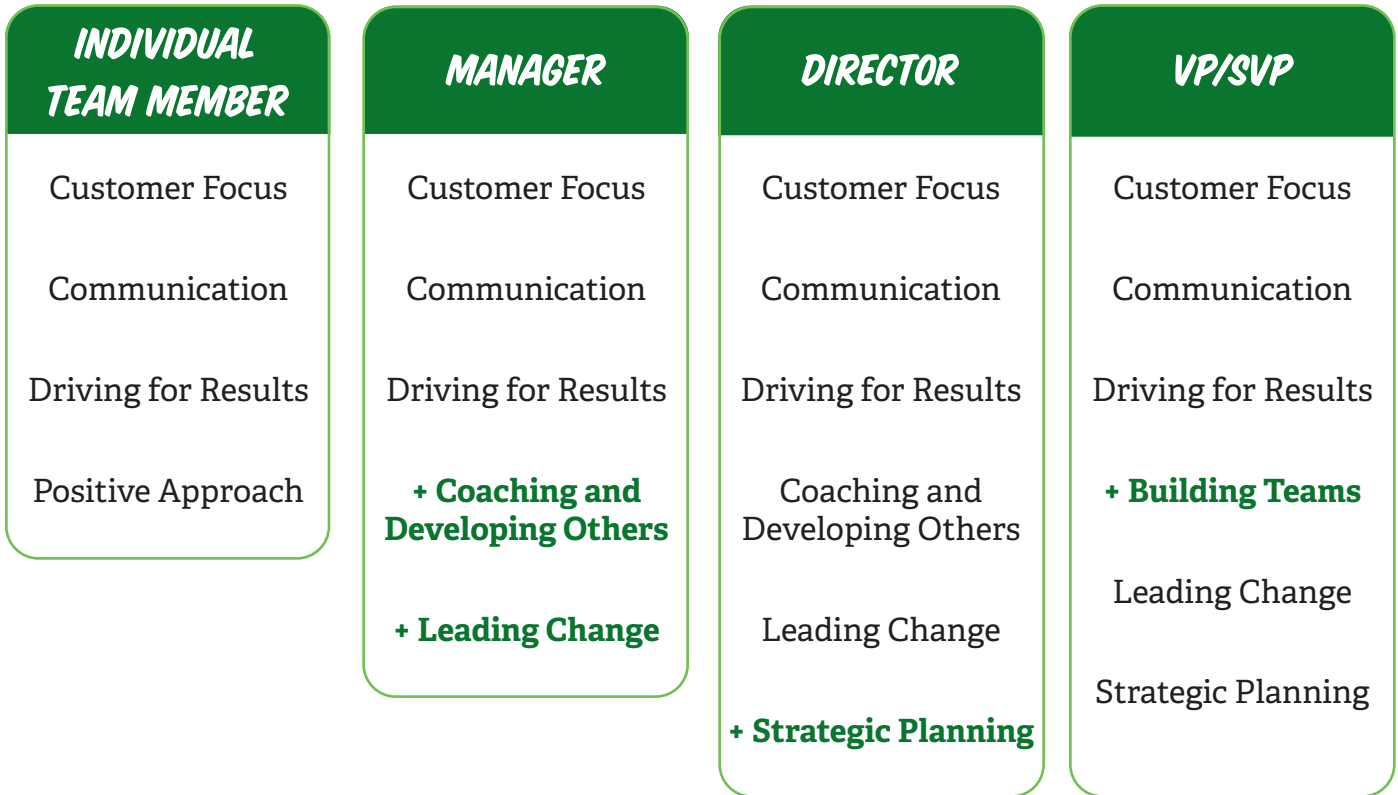 INDIVIDUAL
TEAM MEMBER
Customer Focus
Communication
Driving for Results
Positive Approach
MANAGER
Customer Focus
Communication
Driving for Results
+ Coaching and
Developing Others
+ Leading Change
DIRECTOR
Customer Focus
Communication
Driving for Results
Coaching and
Developing Others
Leading Change
+ Strategic Planning
VP/SVP
Customer Focus
Communication
Driving for Results
+ Building Teams
Leading Change
Strategic Planning